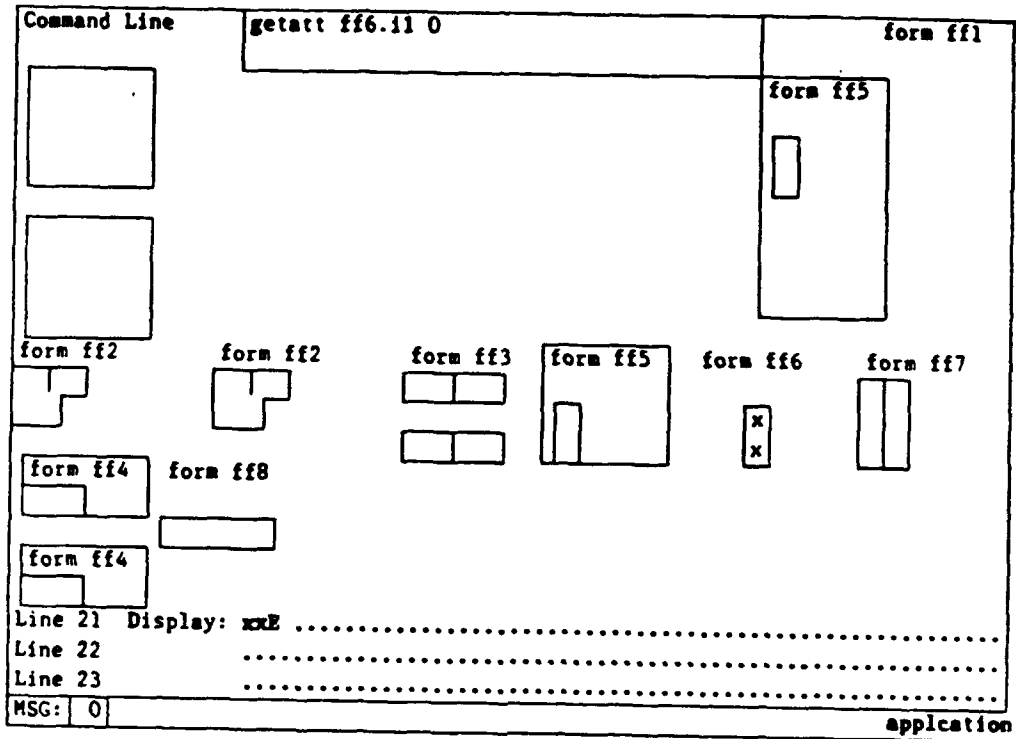 Command Line getatt ff6.i1 0 form ff1
form ff5
form ff2 form ff2 form ff3 form ff5 form ff6 form ff7
x
x
form ff4 form ff8
form ff4
Line 21 Display: xxE ........................................................................
Line 22 ........................................................................
Line 23 ........................................................................
MSG: 0 applcation